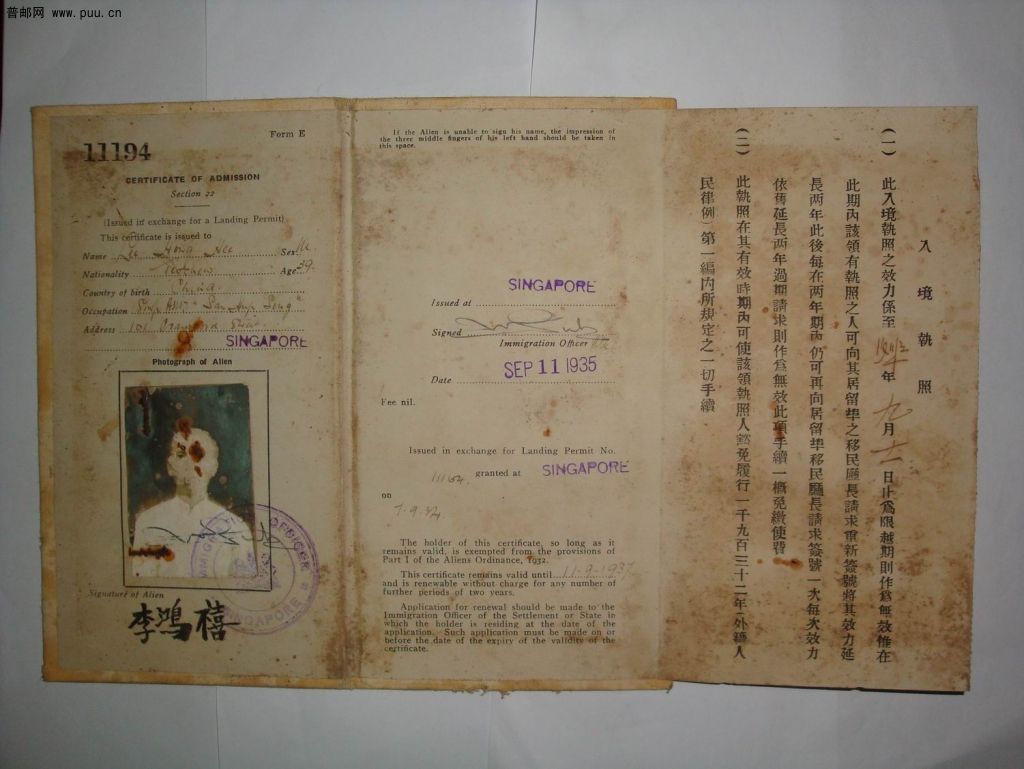 普邮网 www.puu.cn
Form E
11194
CERTIFICATE OF ADMISSION
Section 22
(Issued in exchange for a Landing Permit)
This certificate is issued to
Name Sex M
Nationality Age 39
Country of birth China
Occupation
Address 101
SINGAPORE
Photograph of Alien
IMMIGRATION OFFICER
SINGAPORE
Signature of Alien
李鴻禧
If the Alien is unable to sign his name, the impression of
the three middle fingers of his left hand should be taken in
this space.
SINGAPORE
Issued at
Signed
Immigration Officer
SEP 11 1935
Date
Fee nil.
Issued in exchange for Landing Permit No.
granted at SINGAPORE
on
The holder of this certificate, so long as it
remains valid, is exempted from the provisions of
Part I of the Aliens Ordinance, 1932.
This certificate remains valid until 11-9-1937
and is renewable without charge for any number of
further periods of two years.
Application for renewal should be made to the
Immigration Officer of the Settlement or State in
which the holder is residing at the date of the
application. Such application must be made on or
before the date of the expiry of the validity of the
certificate.
入境執照
(一) 此入境執照之效力係至 年 九月 十一 日止爲限越期則作爲無效惟在
此期內該領有執照之人可向其居留埠之移民廳長請求重新簽號將其效力延
長两年此後每在两年期內仍可再向居留埠移民廳長請求簽號一次每次效力
依舊延長两年過期請求則作爲無效此項手續一概免繳使費
(二) 此執照在其有效時期內可使該領執照人豁免履行一千九百三十二年外籍人
民律例第一編內所規定之一切手續